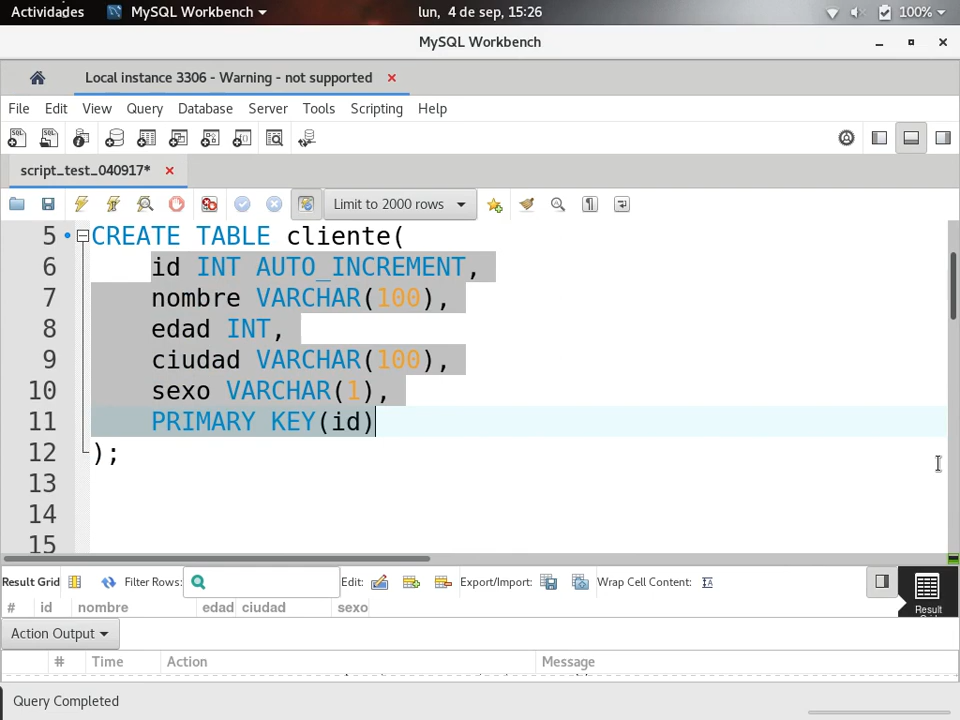 Actividades MySQL Workbench lun, 4 de sep, 15:26 100%
MySQL Workbench
Local instance 3306 - Warning - not supported
File Edit View Query Database Server Tools Scripting Help
script_test_040917*
Limit to 2000 rows
5 CREATE TABLE cliente(
6 id INT AUTO_INCREMENT,
7 nombre VARCHAR(100),
8 edad INT,
9 ciudad VARCHAR(100),
10 sexo VARCHAR(1),
11 PRIMARY KEY(id)
12 );
13
14
15
Result Grid Filter Rows: Edit: Export/Import: Wrap Cell Content:
# id nombre edad ciudad sexo
Result
Action Output
# Time Action Message
Query Completed